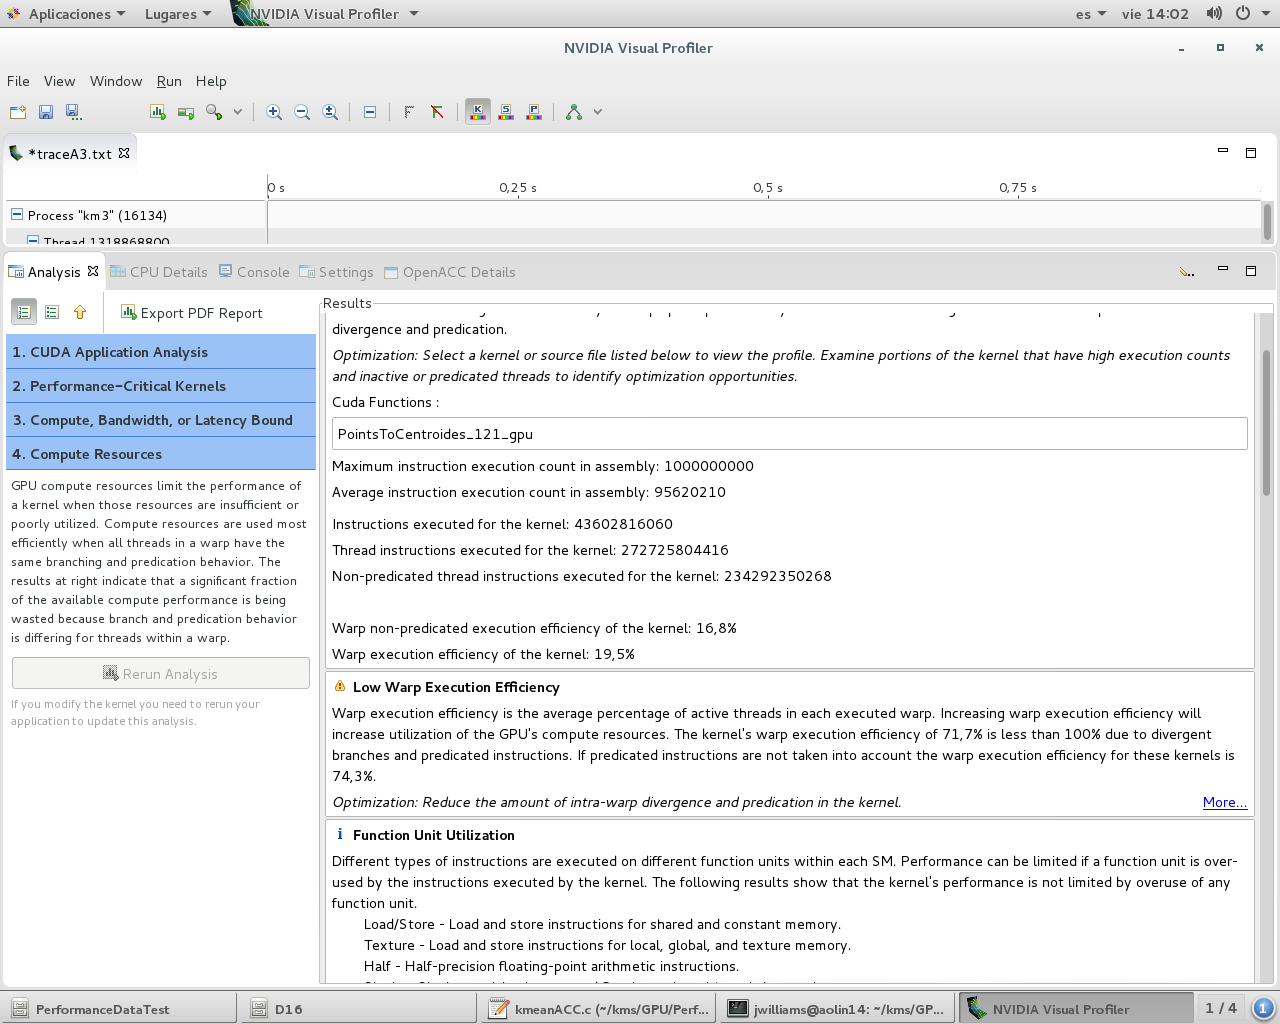 Aplicaciones Lugares NVIDIA Visual Profiler es vie 14:02
NVIDIA Visual Profiler
File View Window Run Help
K S P
*traceA3.txt
0 s 0,25 s 0,5 s 0,75 s
Process "km3" (16134)
Thread 1318868800
Analysis CPU Details Console Settings OpenACC Details
Export PDF Report
1. CUDA Application Analysis
2. Performance-Critical Kernels
3. Compute, Bandwidth, or Latency Bound
4. Compute Resources
GPU compute resources limit the performance of
a kernel when those resources are insufficient or
poorly utilized. Compute resources are used most
efficiently when all threads in a warp have the
same branching and predication behavior. The
results at right indicate that a significant fraction
of the available compute performance is being
wasted because branch and predication behavior
is differing for threads within a warp.
Rerun Analysis
If you modify the kernel you need to rerun your
application to update this analysis.
Results
divergence and predication.
Optimization: Select a kernel or source file listed below to view the profile. Examine portions of the kernel that have high execution counts
and inactive or predicated threads to identify optimization opportunities.
Cuda Functions :
PointsToCentroides_121_gpu
Maximum instruction execution count in assembly: 1000000000
Average instruction execution count in assembly: 95620210
Instructions executed for the kernel: 43602816060
Thread instructions executed for the kernel: 272725804416
Non-predicated thread instructions executed for the kernel: 234292350268
Warp non-predicated execution efficiency of the kernel: 16,8%
Warp execution efficiency of the kernel: 19,5%
Low Warp Execution Efficiency
Warp execution efficiency is the average percentage of active threads in each executed warp. Increasing warp execution efficiency will
increase utilization of the GPU's compute resources. The kernel's warp execution efficiency of 71,7% is less than 100% due to divergent
branches and predicated instructions. If predicated instructions are not taken into account the warp execution efficiency for these kernels is
74,3%.
Optimization: Reduce the amount of intra-warp divergence and predication in the kernel. More...
Function Unit Utilization
Different types of instructions are executed on different function units within each SM. Performance can be limited if a function unit is over-
used by the instructions executed by the kernel. The following results show that the kernel's performance is not limited by overuse of any
function unit.
Load/Store - Load and store instructions for shared and constant memory.
Texture - Load and store instructions for local, global, and texture memory.
Half - Half-precision floating-point arithmetic instructions.
PerformanceDataTest D16 kmeanACC.c (~/kms/GPU/Perf... jwilliams@aolin14: ~/kms/GP... NVIDIA Visual Profiler 1 / 4 1